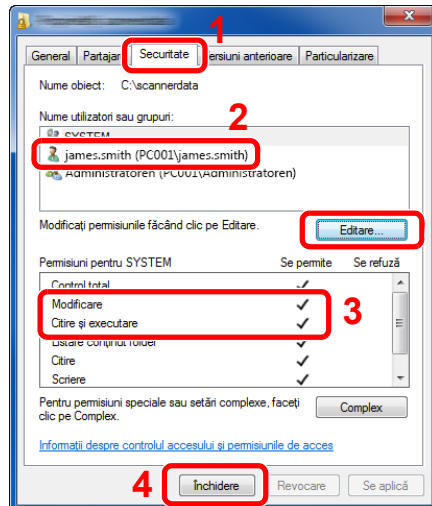 1
General Partajare Securitate Versiuni anterioare Particularizare
Nume obiect: C:\scannerdata
Nume utilizatori sau grupuri:
2
SYSTEM
james.smith (PC001\james.smith)
Administratoren (PC001\Administratoren)
Modificați permisiunile făcând clic pe Editare.
Editare...
Permisiuni pentru SYSTEM Se permite Se refuză
Control total
Modificare
3
Citire și executare
Listare conținut folder
Citire
Scriere
Pentru permisiuni speciale sau setări complexe, faceți
clic pe Complex.
Complex
Informații despre controlul accesului și permisiunile de acces
4
Închidere Revocare Se aplică